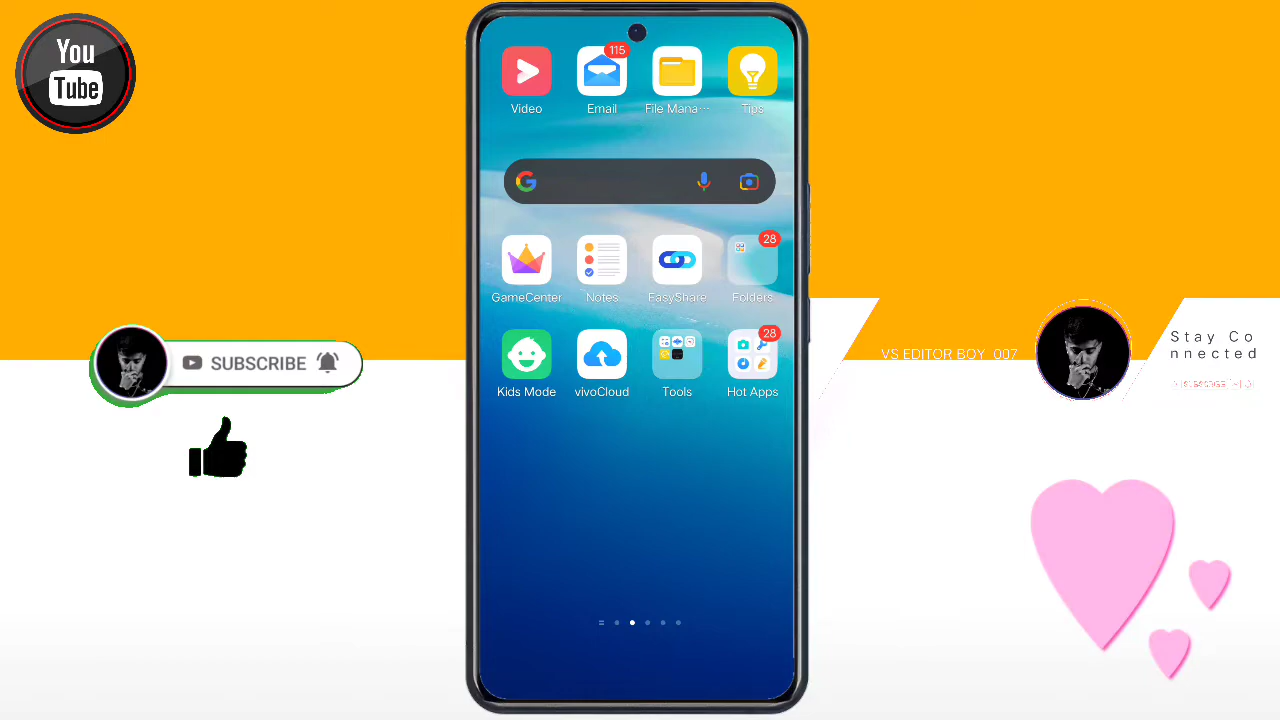 You
Tube
115
Video
Email
File Mana···
Tips
28
GameCenter
Notes
EasyShare
Folders
28
Kids Mode
vivoCloud
Tools
Hot Apps
SUBSCRIBE
VS EDITOR BOY 007
Stay Co
nnected